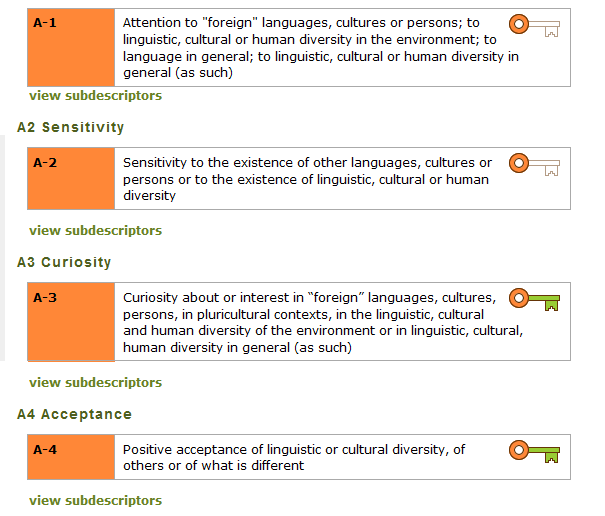 A-1
Attention to "foreign" languages, cultures or persons; to
linguistic, cultural or human diversity in the environment; to
language in general; to linguistic, cultural or human diversity in
general (as such)
view subdescriptors
A2 Sensitivity
A-2
Sensitivity to the existence of other languages, cultures or
persons or to the existence of linguistic, cultural or human
diversity
view subdescriptors
A3 Curiosity
A-3
Curiosity about or interest in “foreign” languages, cultures,
persons, in pluricultural contexts, in the linguistic, cultural
and human diversity of the environment or in linguistic, cultural,
human diversity in general (as such)
view subdescriptors
A4 Acceptance
A-4
Positive acceptance of linguistic or cultural diversity, of
others or of what is different
view subdescriptors